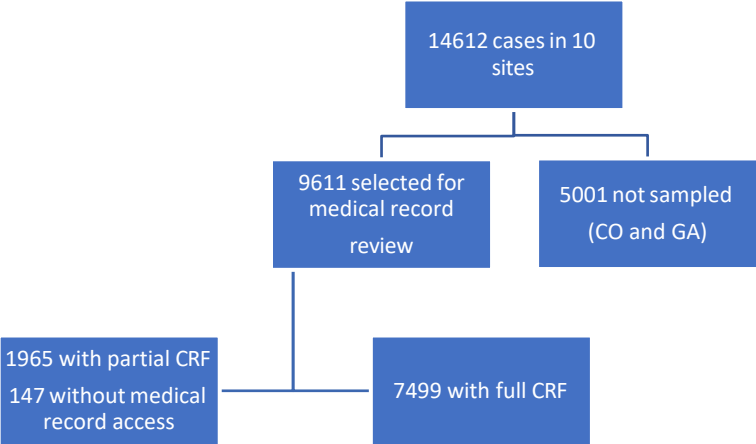 14612 cases in 10
sites
9611 selected for
medical record
review
5001 not sampled
(CO and GA)
1965 with partial CRF
147 without medical
record access
7499 with full CRF